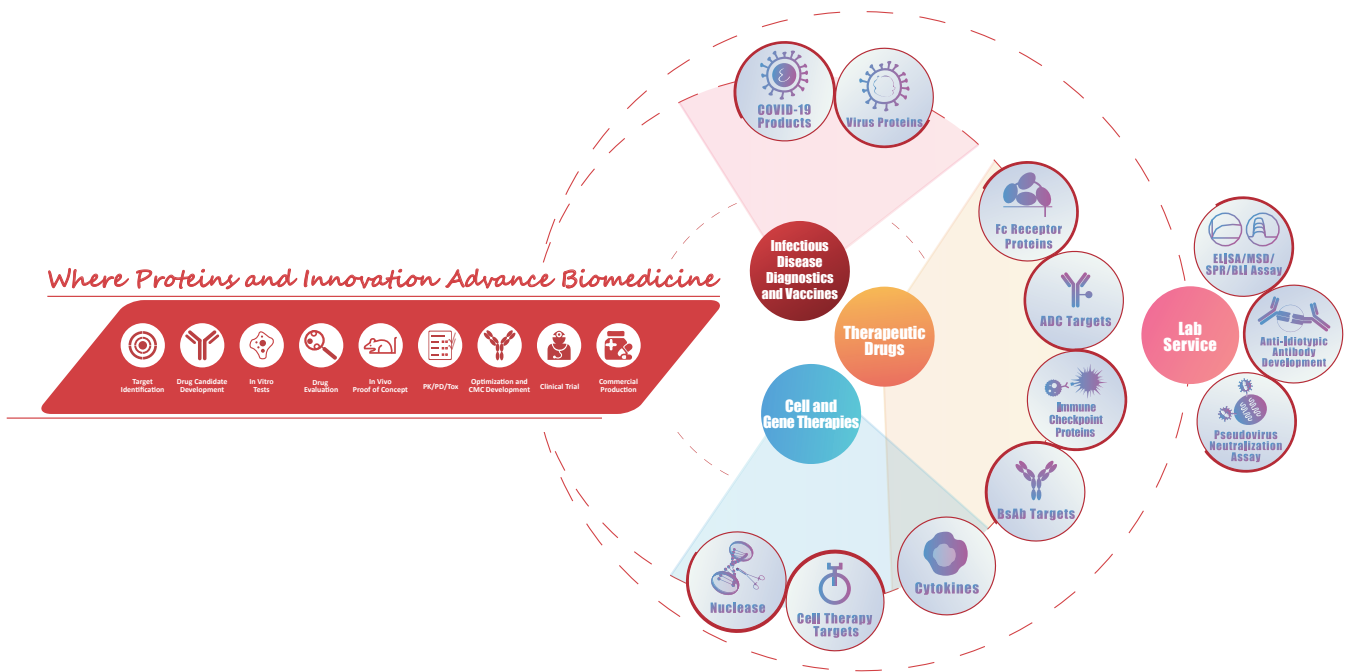 Where Proteins and Innovation Advance Biomedicine
Target
Identification
Drug Candidate
Development
In Vitro
Tests
Drug
Evaluation
In Vivo
Proof of Concept
PK/PD/Tox
Optimization and
CMC Development
Clinical Trial
Commercial
Production
COVID-19
Products
Virus Proteins
Infectious
Disease
Diagnostics
and Vaccines
Therapeutic
Drugs
Cell and
Gene Therapies
Fc Receptor
Proteins
ADC Targets
Immune
Checkpoint
Proteins
BsAb Targets
Cytokines
Cell Therapy
Targets
Nuclease
Lab
Service
ELISA/MSD/
SPR/BLI Assay
Anti-Idiotypic
Antibody
Development
Pseudovirus
Neutralization
Assay